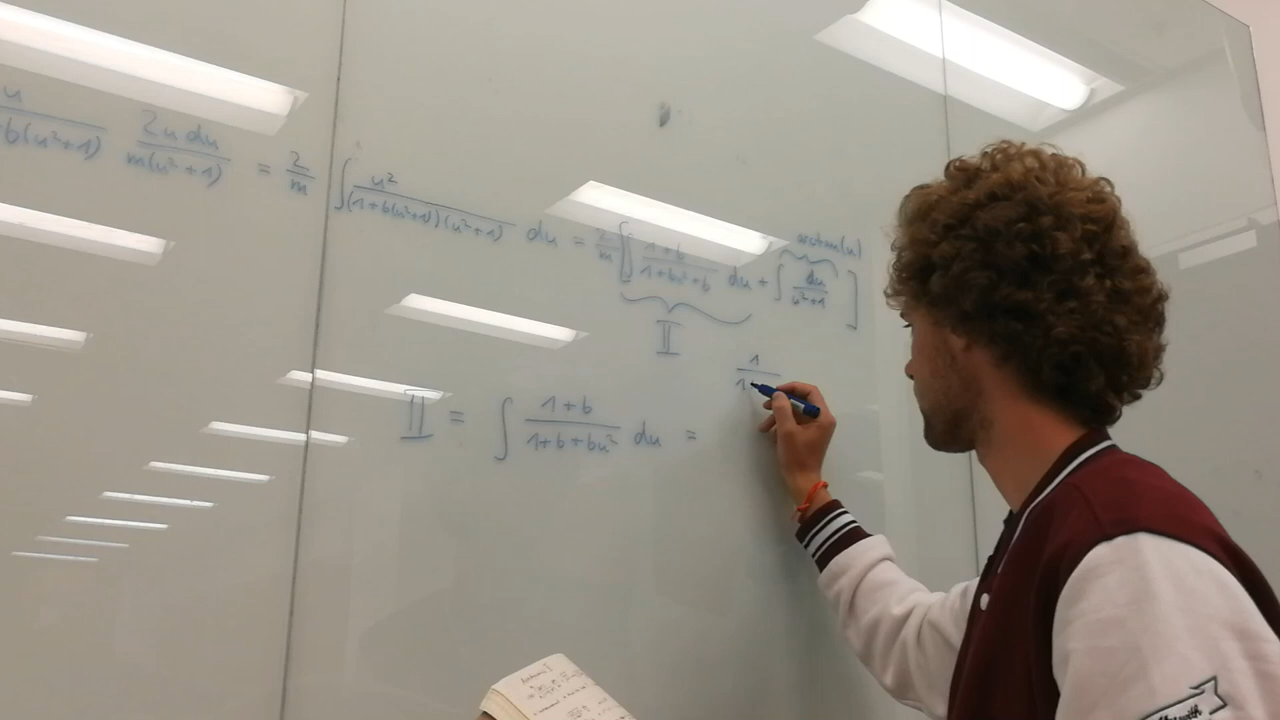 u / +b(u²+1) 2u du / m(u²+1) = 2/m ∫ u² / (1+b(u²+1))(u²+1) du = 2/m [∫ 1+b / 1+bu²+b du + ∫ du / u²+1 ]
arctan(u)
II
1 / 1
II = ∫ 1+b / 1+b+bu² du =